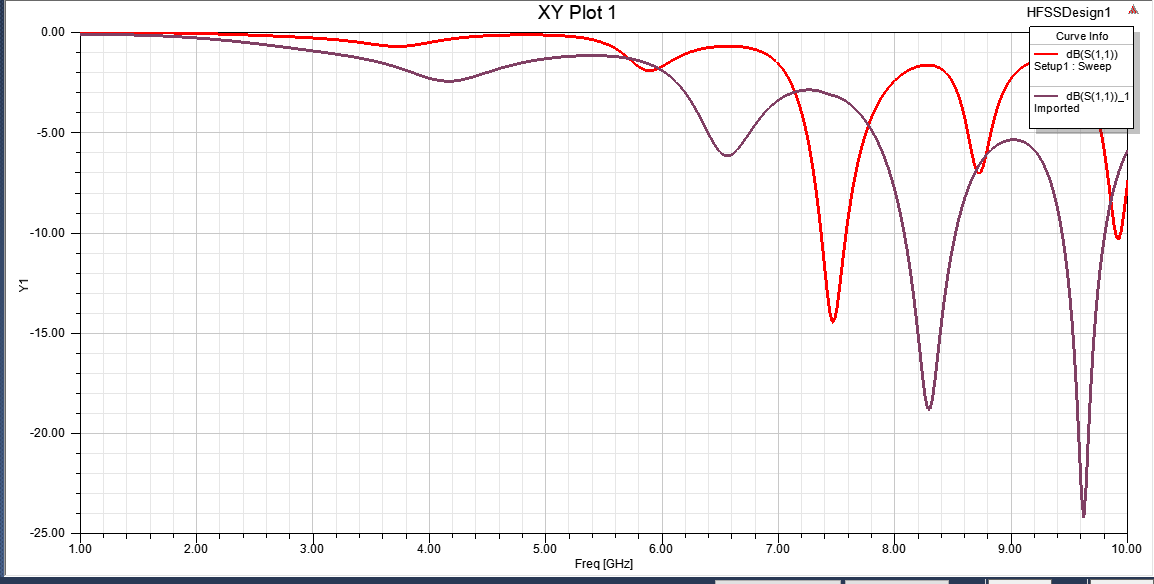 XY Plot 1
HFSSDesign1
Curve Info
dB(S(1,1))
Setup1 : Sweep
dB(S(1,1))_1
Imported
0.00
-5.00
-10.00
-15.00
-20.00
-25.00
Y1
1.00 2.00 3.00 4.00 5.00 6.00 7.00 8.00 9.00 10.00
Freq [GHz]